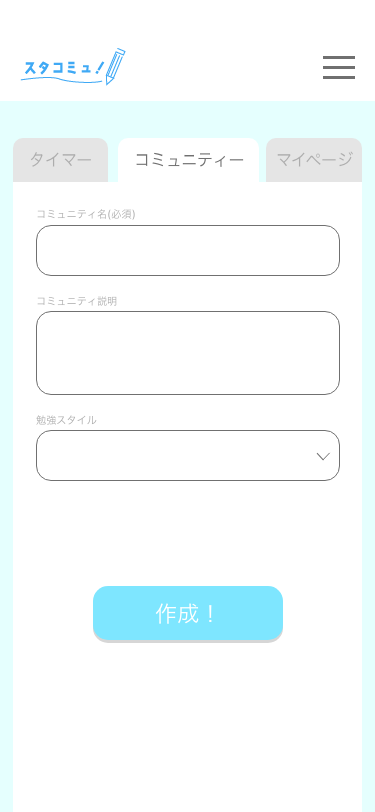 スタコミュ!
タイマー
コミュニティー
マイページ
コミュニティ名(必須)
コミュニティ説明
勉強スタイル
作成！